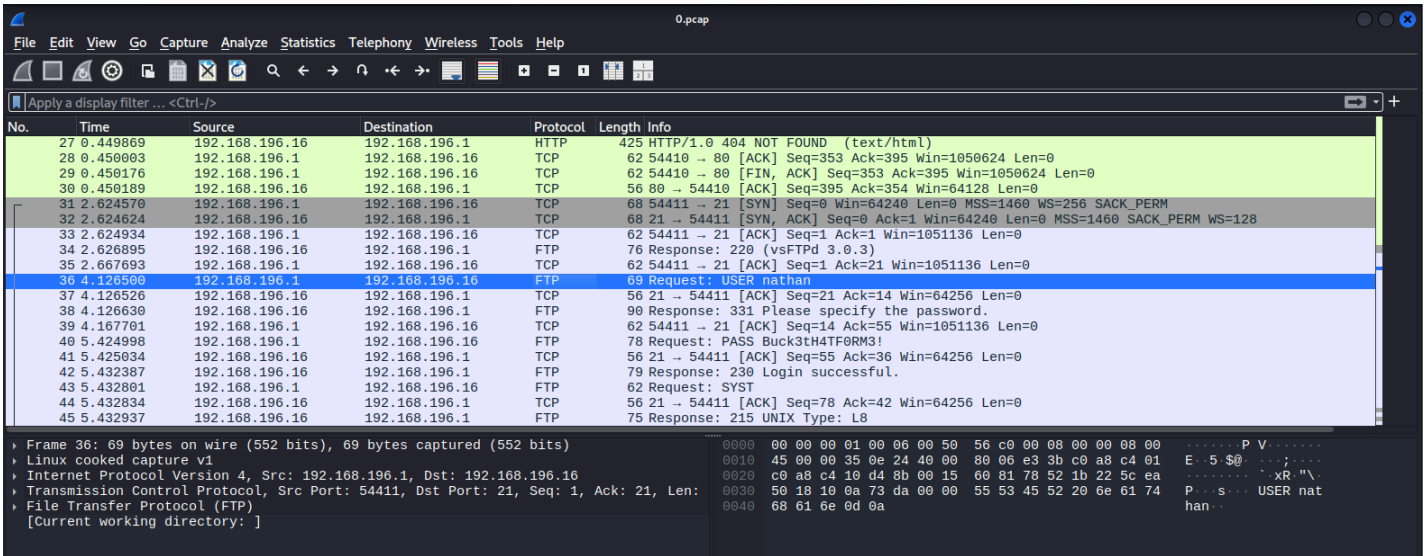 0.pcap
File Edit View Go Capture Analyze Statistics Telephony Wireless Tools Help
Apply a display filter ... <Ctrl-/>
No. Time Source Destination Protocol Length Info
27 0.449869 192.168.196.16 192.168.196.1 HTTP 425 HTTP/1.0 404 NOT FOUND (text/html)
28 0.450003 192.168.196.1 192.168.196.16 TCP 62 54410 → 80 [ACK] Seq=353 Ack=395 Win=1050624 Len=0
29 0.450176 192.168.196.1 192.168.196.16 TCP 62 54410 → 80 [FIN, ACK] Seq=353 Ack=395 Win=1050624 Len=0
30 0.450189 192.168.196.16 192.168.196.1 TCP 56 80 → 54410 [ACK] Seq=395 Ack=354 Win=64128 Len=0
31 2.624570 192.168.196.1 192.168.196.16 TCP 68 54411 → 21 [SYN] Seq=0 Win=64240 Len=0 MSS=1460 WS=256 SACK_PERM
32 2.624624 192.168.196.16 192.168.196.1 TCP 68 21 → 54411 [SYN, ACK] Seq=0 Ack=1 Win=64240 Len=0 MSS=1460 SACK_PERM WS=128
33 2.624934 192.168.196.1 192.168.196.16 TCP 62 54411 → 21 [ACK] Seq=1 Ack=1 Win=1051136 Len=0
34 2.626895 192.168.196.16 192.168.196.1 FTP 76 Response: 220 (vsFTPd 3.0.3)
35 2.667693 192.168.196.1 192.168.196.16 TCP 62 54411 → 21 [ACK] Seq=1 Ack=21 Win=1051136 Len=0
36 4.126500 192.168.196.1 192.168.196.16 FTP 69 Request: USER nathan
37 4.126526 192.168.196.16 192.168.196.1 TCP 56 21 → 54411 [ACK] Seq=21 Ack=14 Win=64256 Len=0
38 4.126630 192.168.196.16 192.168.196.1 FTP 90 Response: 331 Please specify the password.
39 4.167701 192.168.196.1 192.168.196.16 TCP 62 54411 → 21 [ACK] Seq=14 Ack=55 Win=1051136 Len=0
40 5.424998 192.168.196.1 192.168.196.16 FTP 78 Request: PASS Buck3tH4TF0RM3!
41 5.425034 192.168.196.16 192.168.196.1 TCP 56 21 → 54411 [ACK] Seq=55 Ack=36 Win=64256 Len=0
42 5.432387 192.168.196.16 192.168.196.1 FTP 79 Response: 230 Login successful.
43 5.432801 192.168.196.1 192.168.196.16 FTP 62 Request: SYST
44 5.432834 192.168.196.16 192.168.196.1 TCP 56 21 → 54411 [ACK] Seq=78 Ack=42 Win=64256 Len=0
45 5.432937 192.168.196.16 192.168.196.1 FTP 75 Response: 215 UNIX Type: L8
Frame 36: 69 bytes on wire (552 bits), 69 bytes captured (552 bits)
Linux cooked capture v1
Internet Protocol Version 4, Src: 192.168.196.1, Dst: 192.168.196.16
Transmission Control Protocol, Src Port: 54411, Dst Port: 21, Seq: 1, Ack: 21, Len:
File Transfer Protocol (FTP)
[Current working directory: ]
0000 00 00 00 01 00 06 00 50 56 c0 00 08 00 00 08 00 ·······P V·······
0010 45 00 00 35 0e 24 40 00 80 06 e3 3b c0 a8 c4 01 E··5·$@· ···;····
0020 c0 a8 c4 10 d4 8b 00 15 60 81 78 52 1b 22 5c ea ········ `·xR·"\·
0030 50 18 10 0a 73 da 00 00 55 53 45 52 20 6e 61 74 P···s··· USER nat
0040 68 61 6e 0d 0a han··